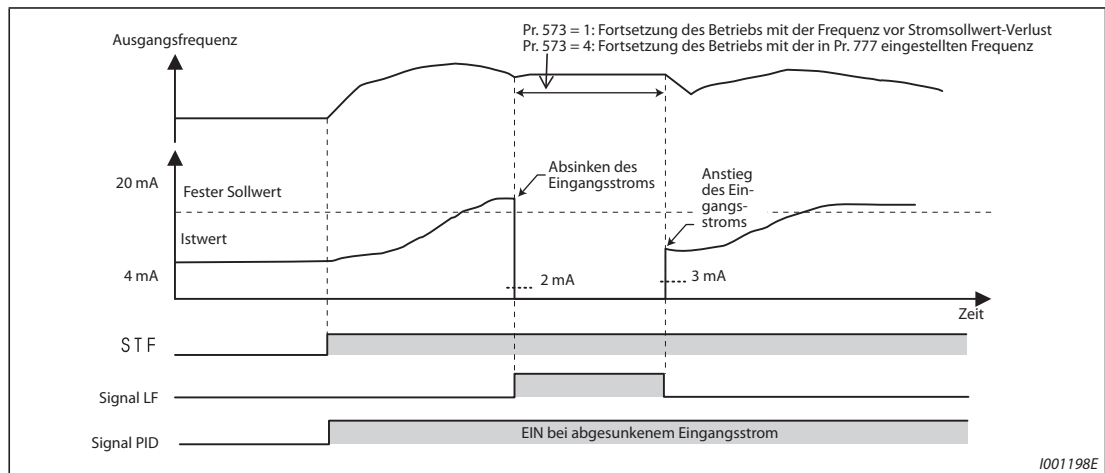 Pr. 573 = 1: Fortsetzung des Betriebs mit der Frequenz vor Stromsollwert-Verlust
Pr. 573 = 4: Fortsetzung des Betriebs mit der in Pr. 777 eingestellten Frequenz
Ausgangsfrequenz
20 mA
Fester Sollwert
Absinken des
Eingangsstroms
Anstieg
des Ein-
gangs-
stroms
Istwert
4 mA
2 mA
3 mA
Zeit
STF
Signal LF
Signal PID
EIN bei abgesunkenem Eingangsstrom
I001198E